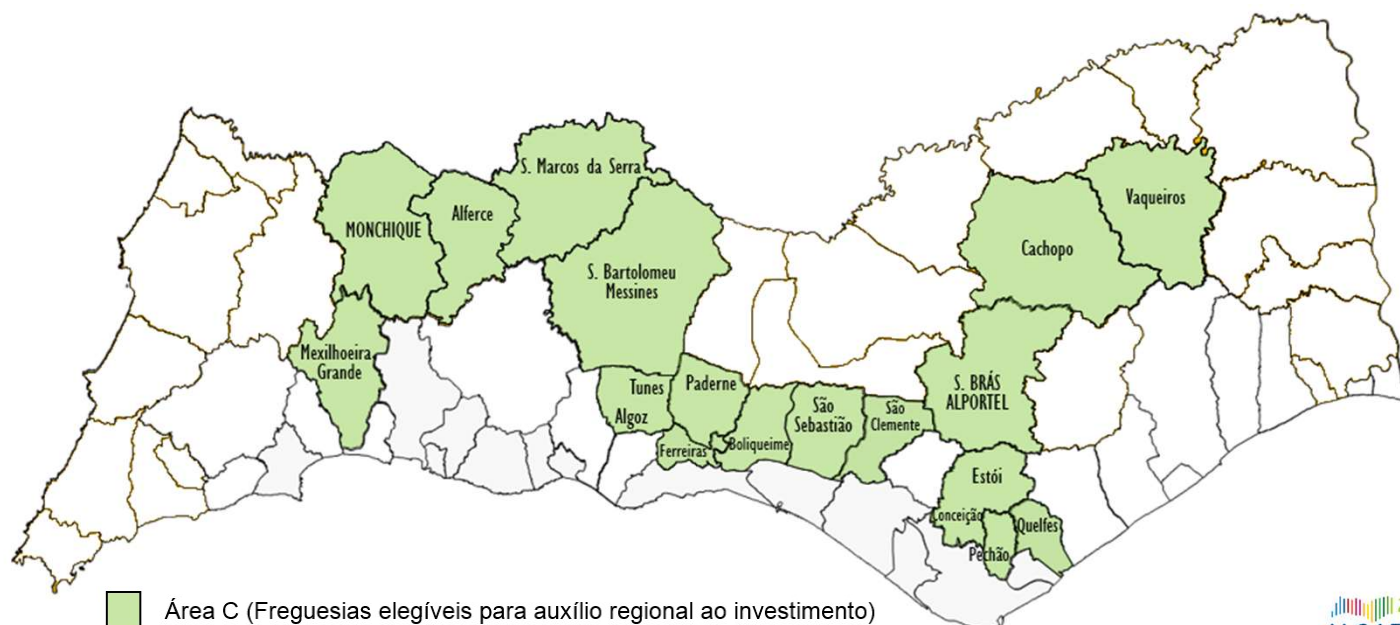 S. Marcos da Serra
MONCHIQUE
Alferce
Vaqueiros
Cachopo
S. Bartolomeu
Messines
Mexilhoeira
Grande
Tunes
Algoz
Paderne
Ferreiras
Boliqueime
São
Sebastião
São
Clemente
S. BRÁS
ALPORTEL
Estói
Conceição
Quelfes
Pechão
Área C (Freguesias elegíveis para auxílio regional ao investimento)